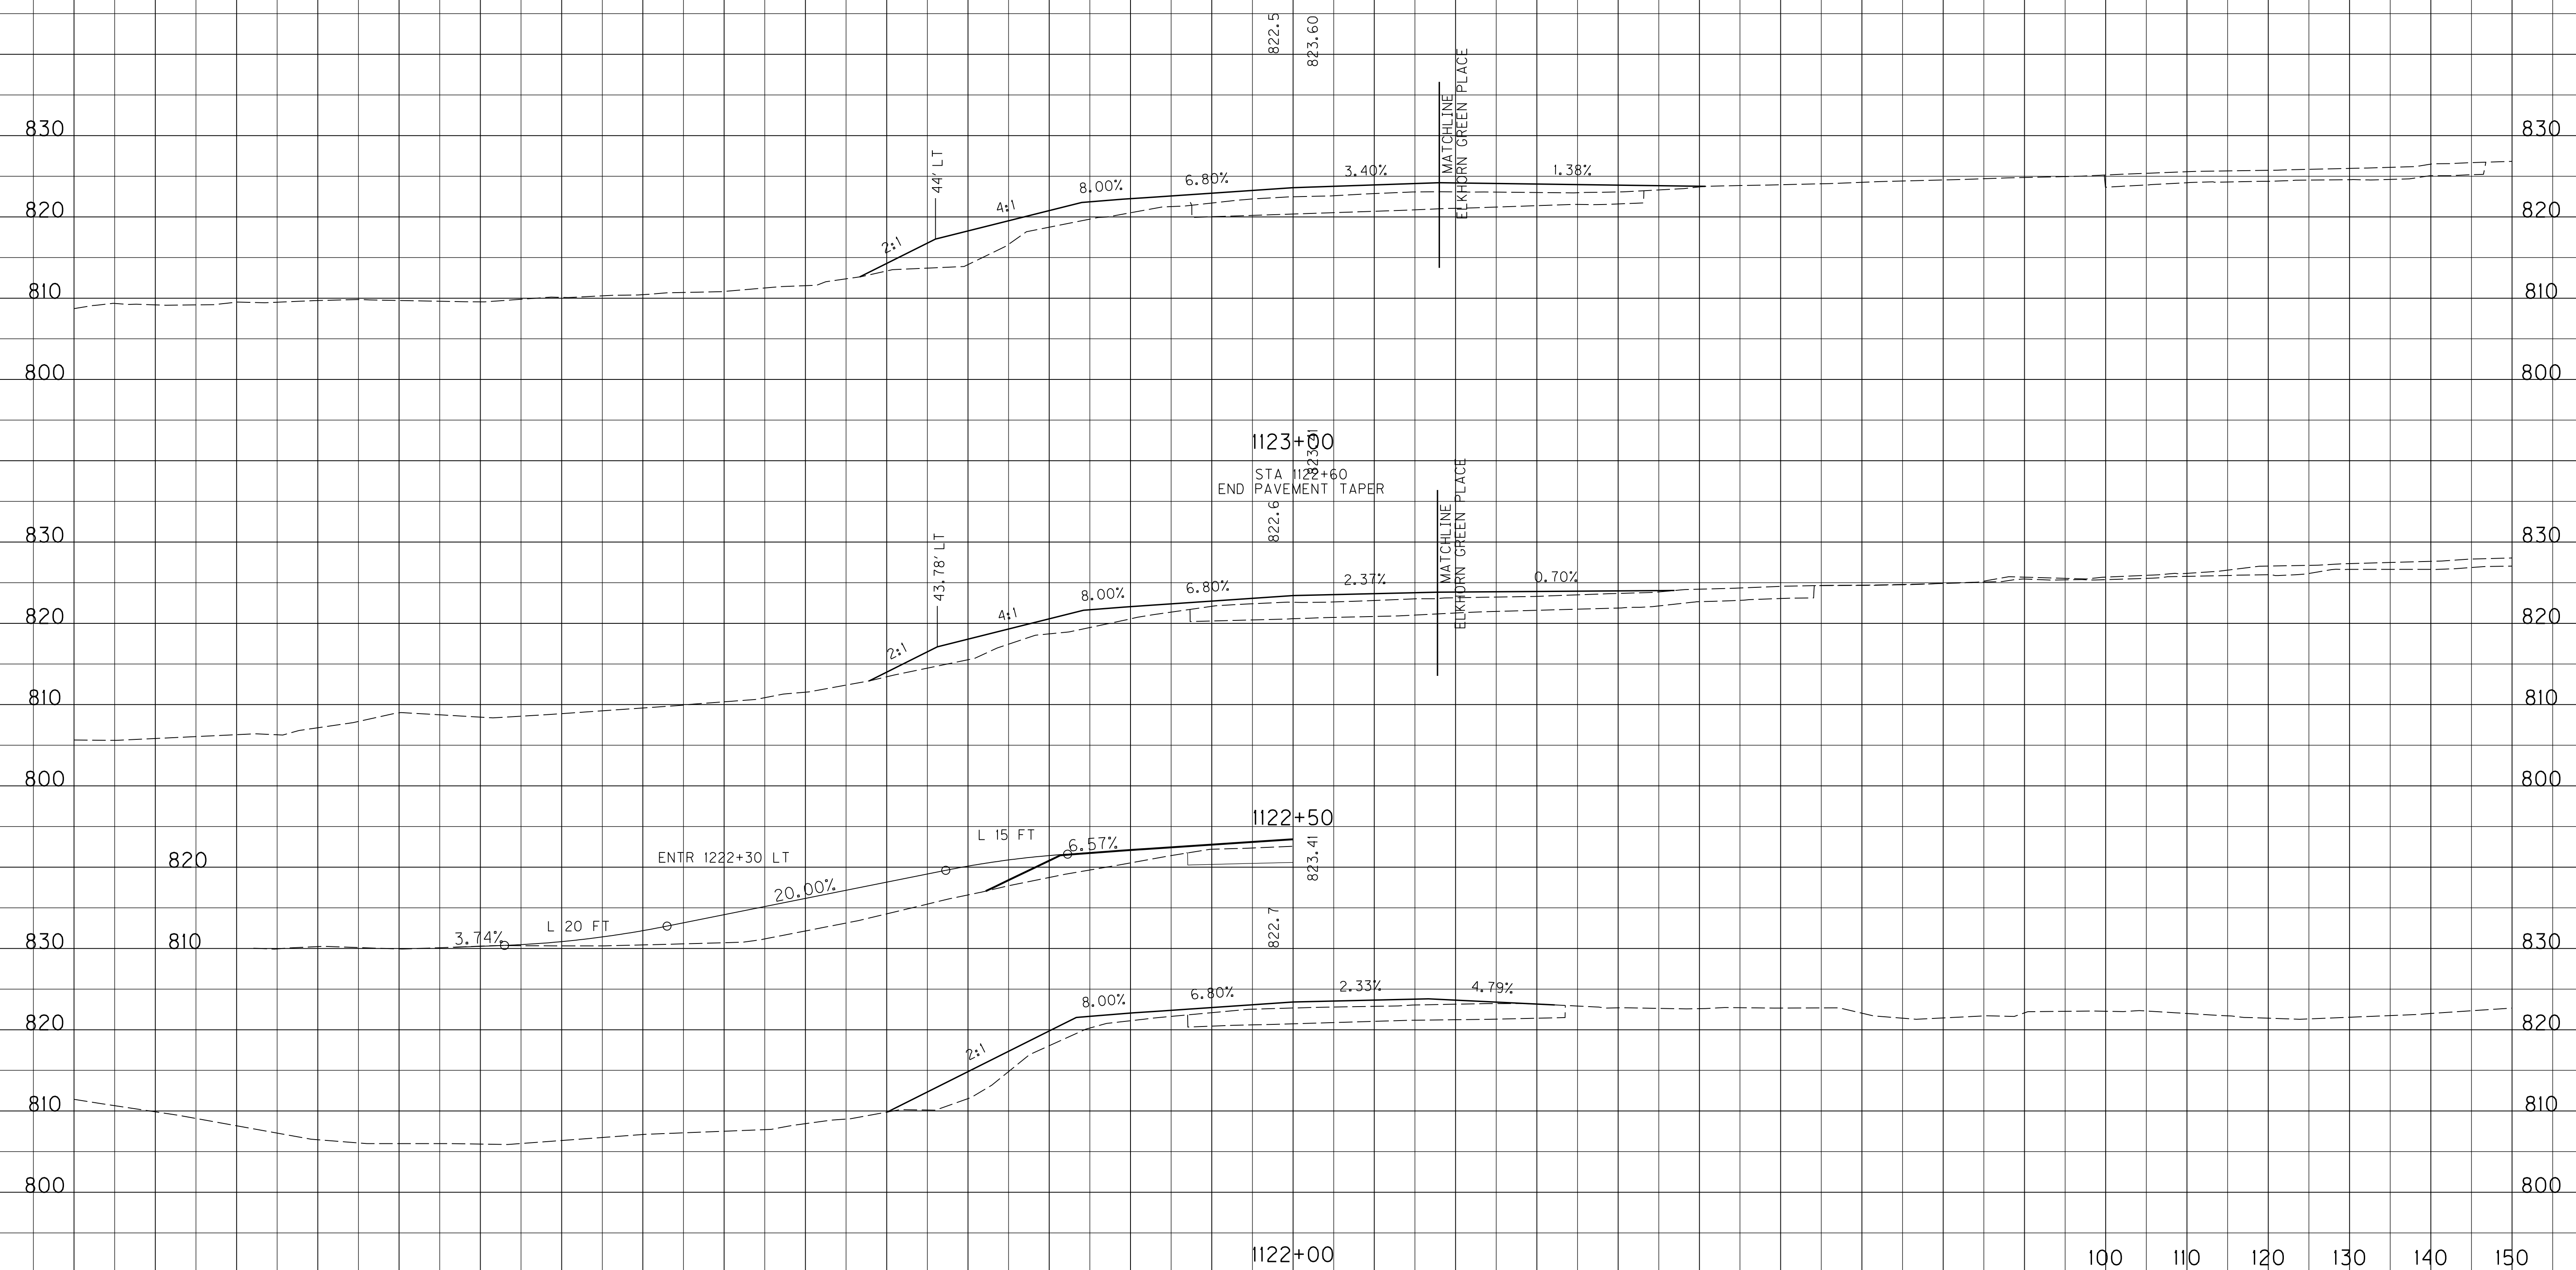 822.5
823.60
MATCHLINE
ELKHORN GREEN PLACE
830 830
44' LT
2:1 4:1 8.00% 6.80% 3.40% 1.38%
820 820
810 810
800 800
1123+00
823.41
STA 1122+60
END PAVEMENT TAPER
822.6
MATCHLINE
ELKHORN GREEN PLACE
830 830
43.78' LT
2:1 4:1 8.00% 6.80% 2.37% 0.70%
820 820
810 810
800 800
1122+50
823.41
L 15 FT
6.57%
820
ENTR 1222+30 LT
20.00%
L 20 FT
3.74%
822.7
830 810 830
2:1 8.00% 6.80% 2.33% 4.79%
820 820
810 810
800 800
1122+00
100 110 120 130 140 150